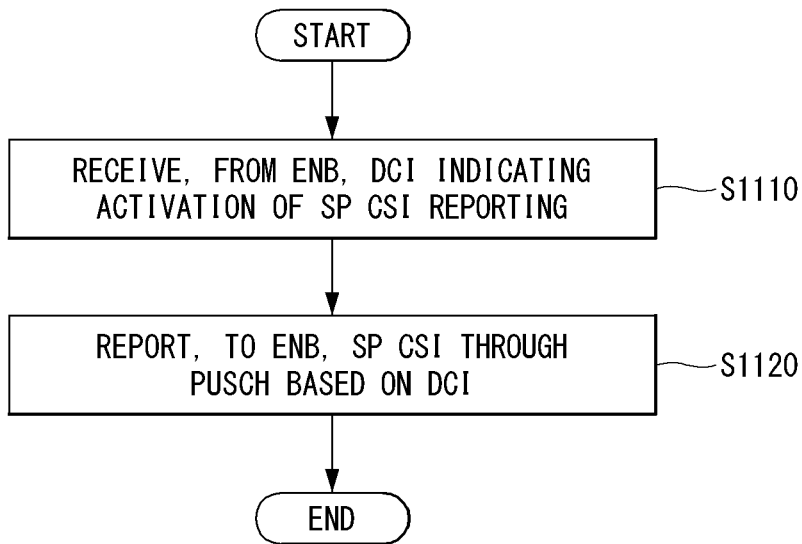 START
RECEIVE, FROM ENB, DCI INDICATING
ACTIVATION OF SP CSI REPORTING
S1110
REPORT, TO ENB, SP CSI THROUGH
PUSCH BASED ON DCI
S1120
END